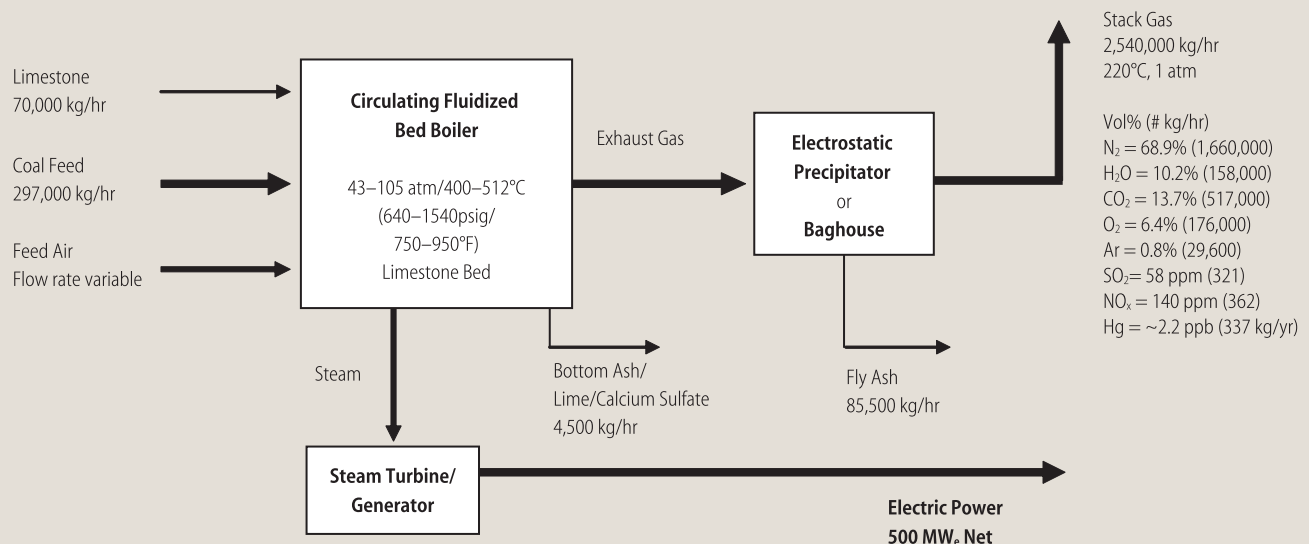 Limestone
70,000 kg/hr
Coal Feed
297,000 kg/hr
Feed Air
Flow rate variable
Circulating Fluidized
Bed Boiler
43–105 atm/400–512°C
(640–1540psig/
750–950°F)
Limestone Bed
Exhaust Gas
Electrostatic
Precipitator
or
Baghouse
Stack Gas
2,540,000 kg/hr
220°C, 1 atm
Vol% (# kg/hr)
N₂ = 68.9% (1,660,000)
H₂O = 10.2% (158,000)
CO₂ = 13.7% (517,000)
O₂ = 6.4% (176,000)
Ar = 0.8% (29,600)
SO₂= 58 ppm (321)
NOₓ = 140 ppm (362)
Hg = ~2.2 ppb (337 kg/yr)
Steam
Bottom Ash/
Lime/Calcium Sulfate
4,500 kg/hr
Fly Ash
85,500 kg/hr
Steam Turbine/
Generator
Electric Power
500 MWₑ Net